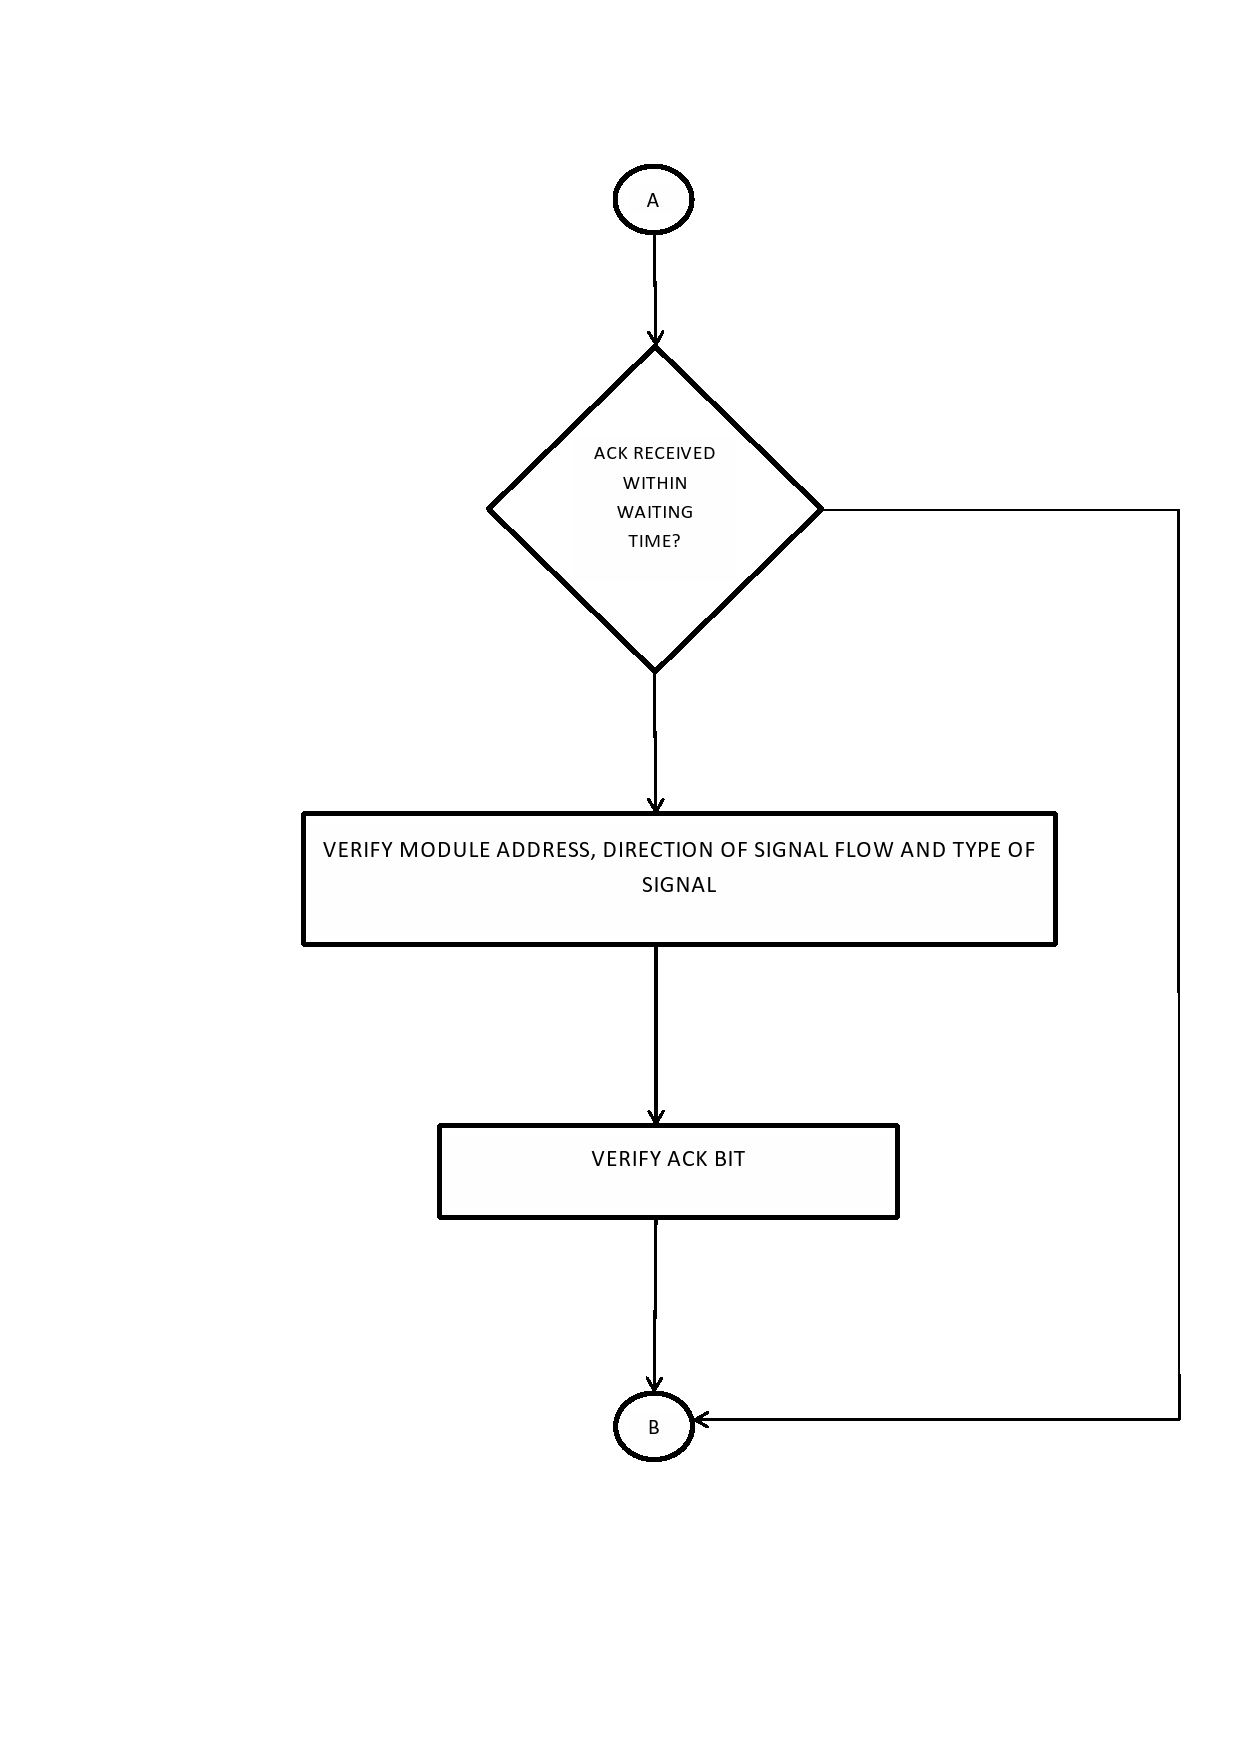 A
ACK RECEIVED
WITHIN
WAITING
TIME?
VERIFY MODULE ADDRESS, DIRECTION OF SIGNAL FLOW AND TYPE OF
SIGNAL
VERIFY ACK BIT
B